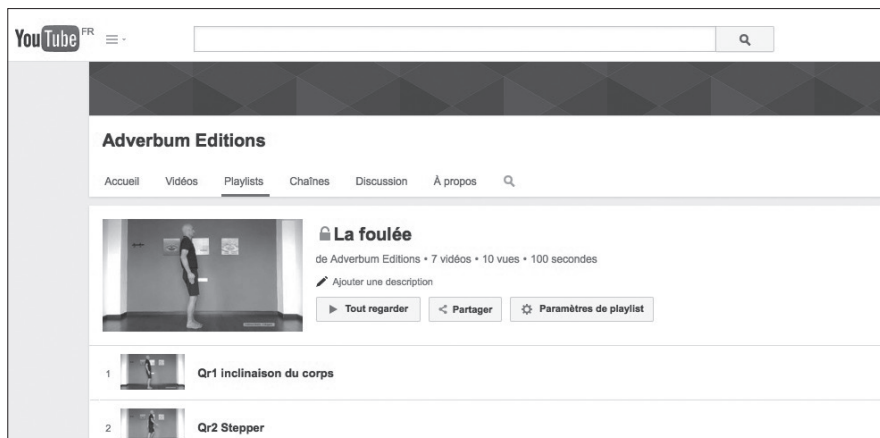 YouTube FR
Adverbum Editions
Accueil Vidéos Playlists Chaînes Discussion À propos
La foulée
de Adverbum Editions • 7 vidéos • 10 vues • 100 secondes
Ajouter une description
Tout regarder Partager Paramètres de playlist
1 Qr1 inclinaison du corps
2 Qr2 Stepper